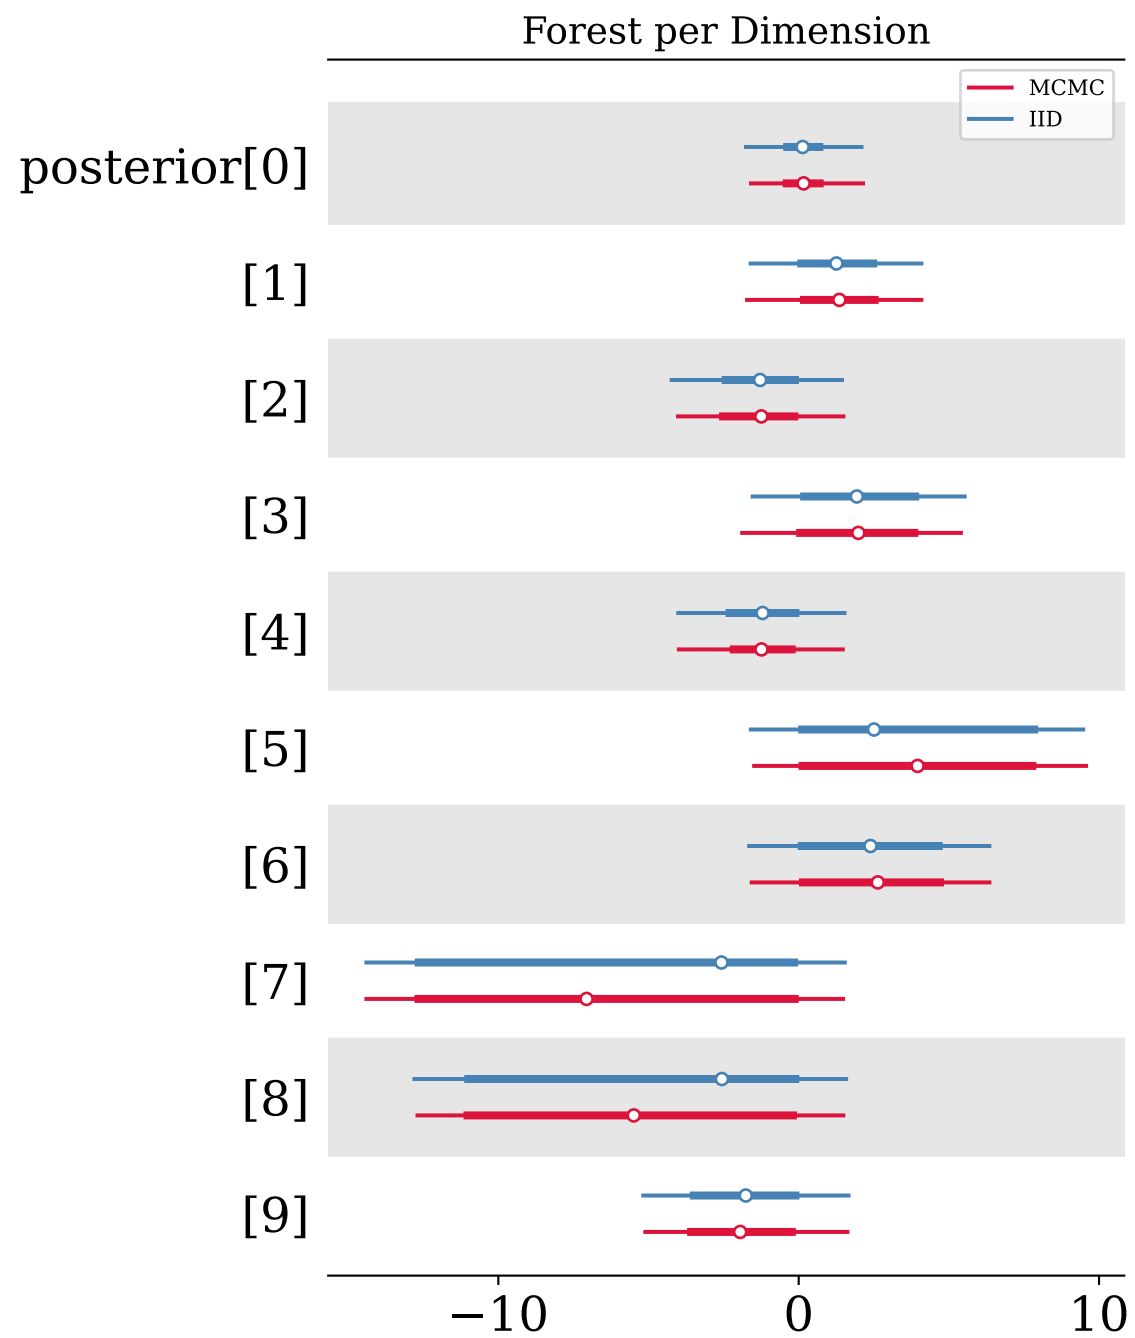 Forest per Dimension
MCMC
IID
posterior[0]
[1]
[2]
[3]
[4]
[5]
[6]
[7]
[8]
[9]
−10 0 10